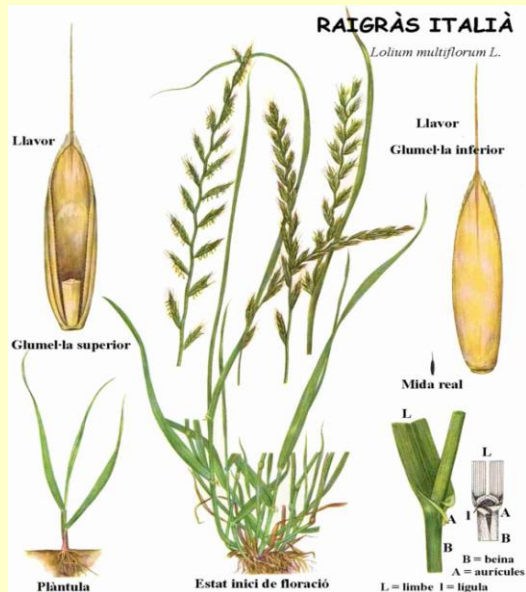 RAIGRÀS ITALIÀ
Lolium multiflorum L.
Llavor
Glumel·la superior
Llavor
Glumel·la inferior
Mida real
Plàntula
Estat inici de floració
L
A
B
L
l
A
B
B = beina
A = aurícules
L = limbe l = lígula